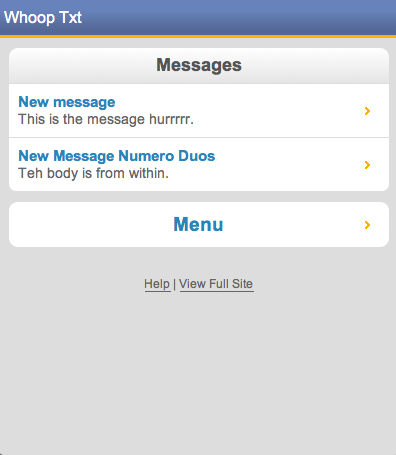 Whoop Txt
Messages
New message
This is the message hurrrrr.
New Message Numero Duos
Teh body is from within.
Menu
Help | View Full Site